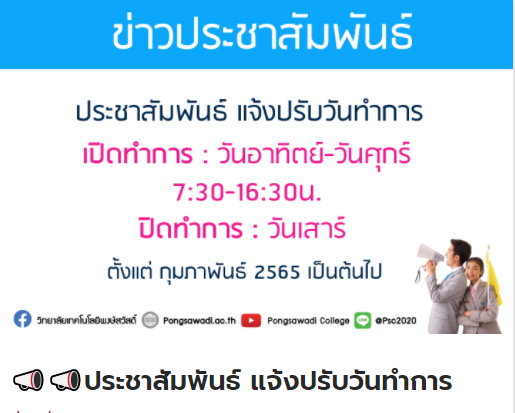 ข่าวประชาสัมพันธ์
ประชาสัมพันธ์ แจ้งปรับวันทำการ
เปิดทำการ : วันอาทิตย์-วันศุกร์
7:30-16:30น.
ปิดทำการ : วันเสาร์
ตั้งแต่ กุมภาพันธ์ 2565 เป็นต้นไป
วิทยาลัยเทคโนโลยีพงษ์สวัสดิ์ Pongsawadi.ac.th Pongsawadi College @Psc2020
ประชาสัมพันธ์ แจ้งปรับวันทำการ